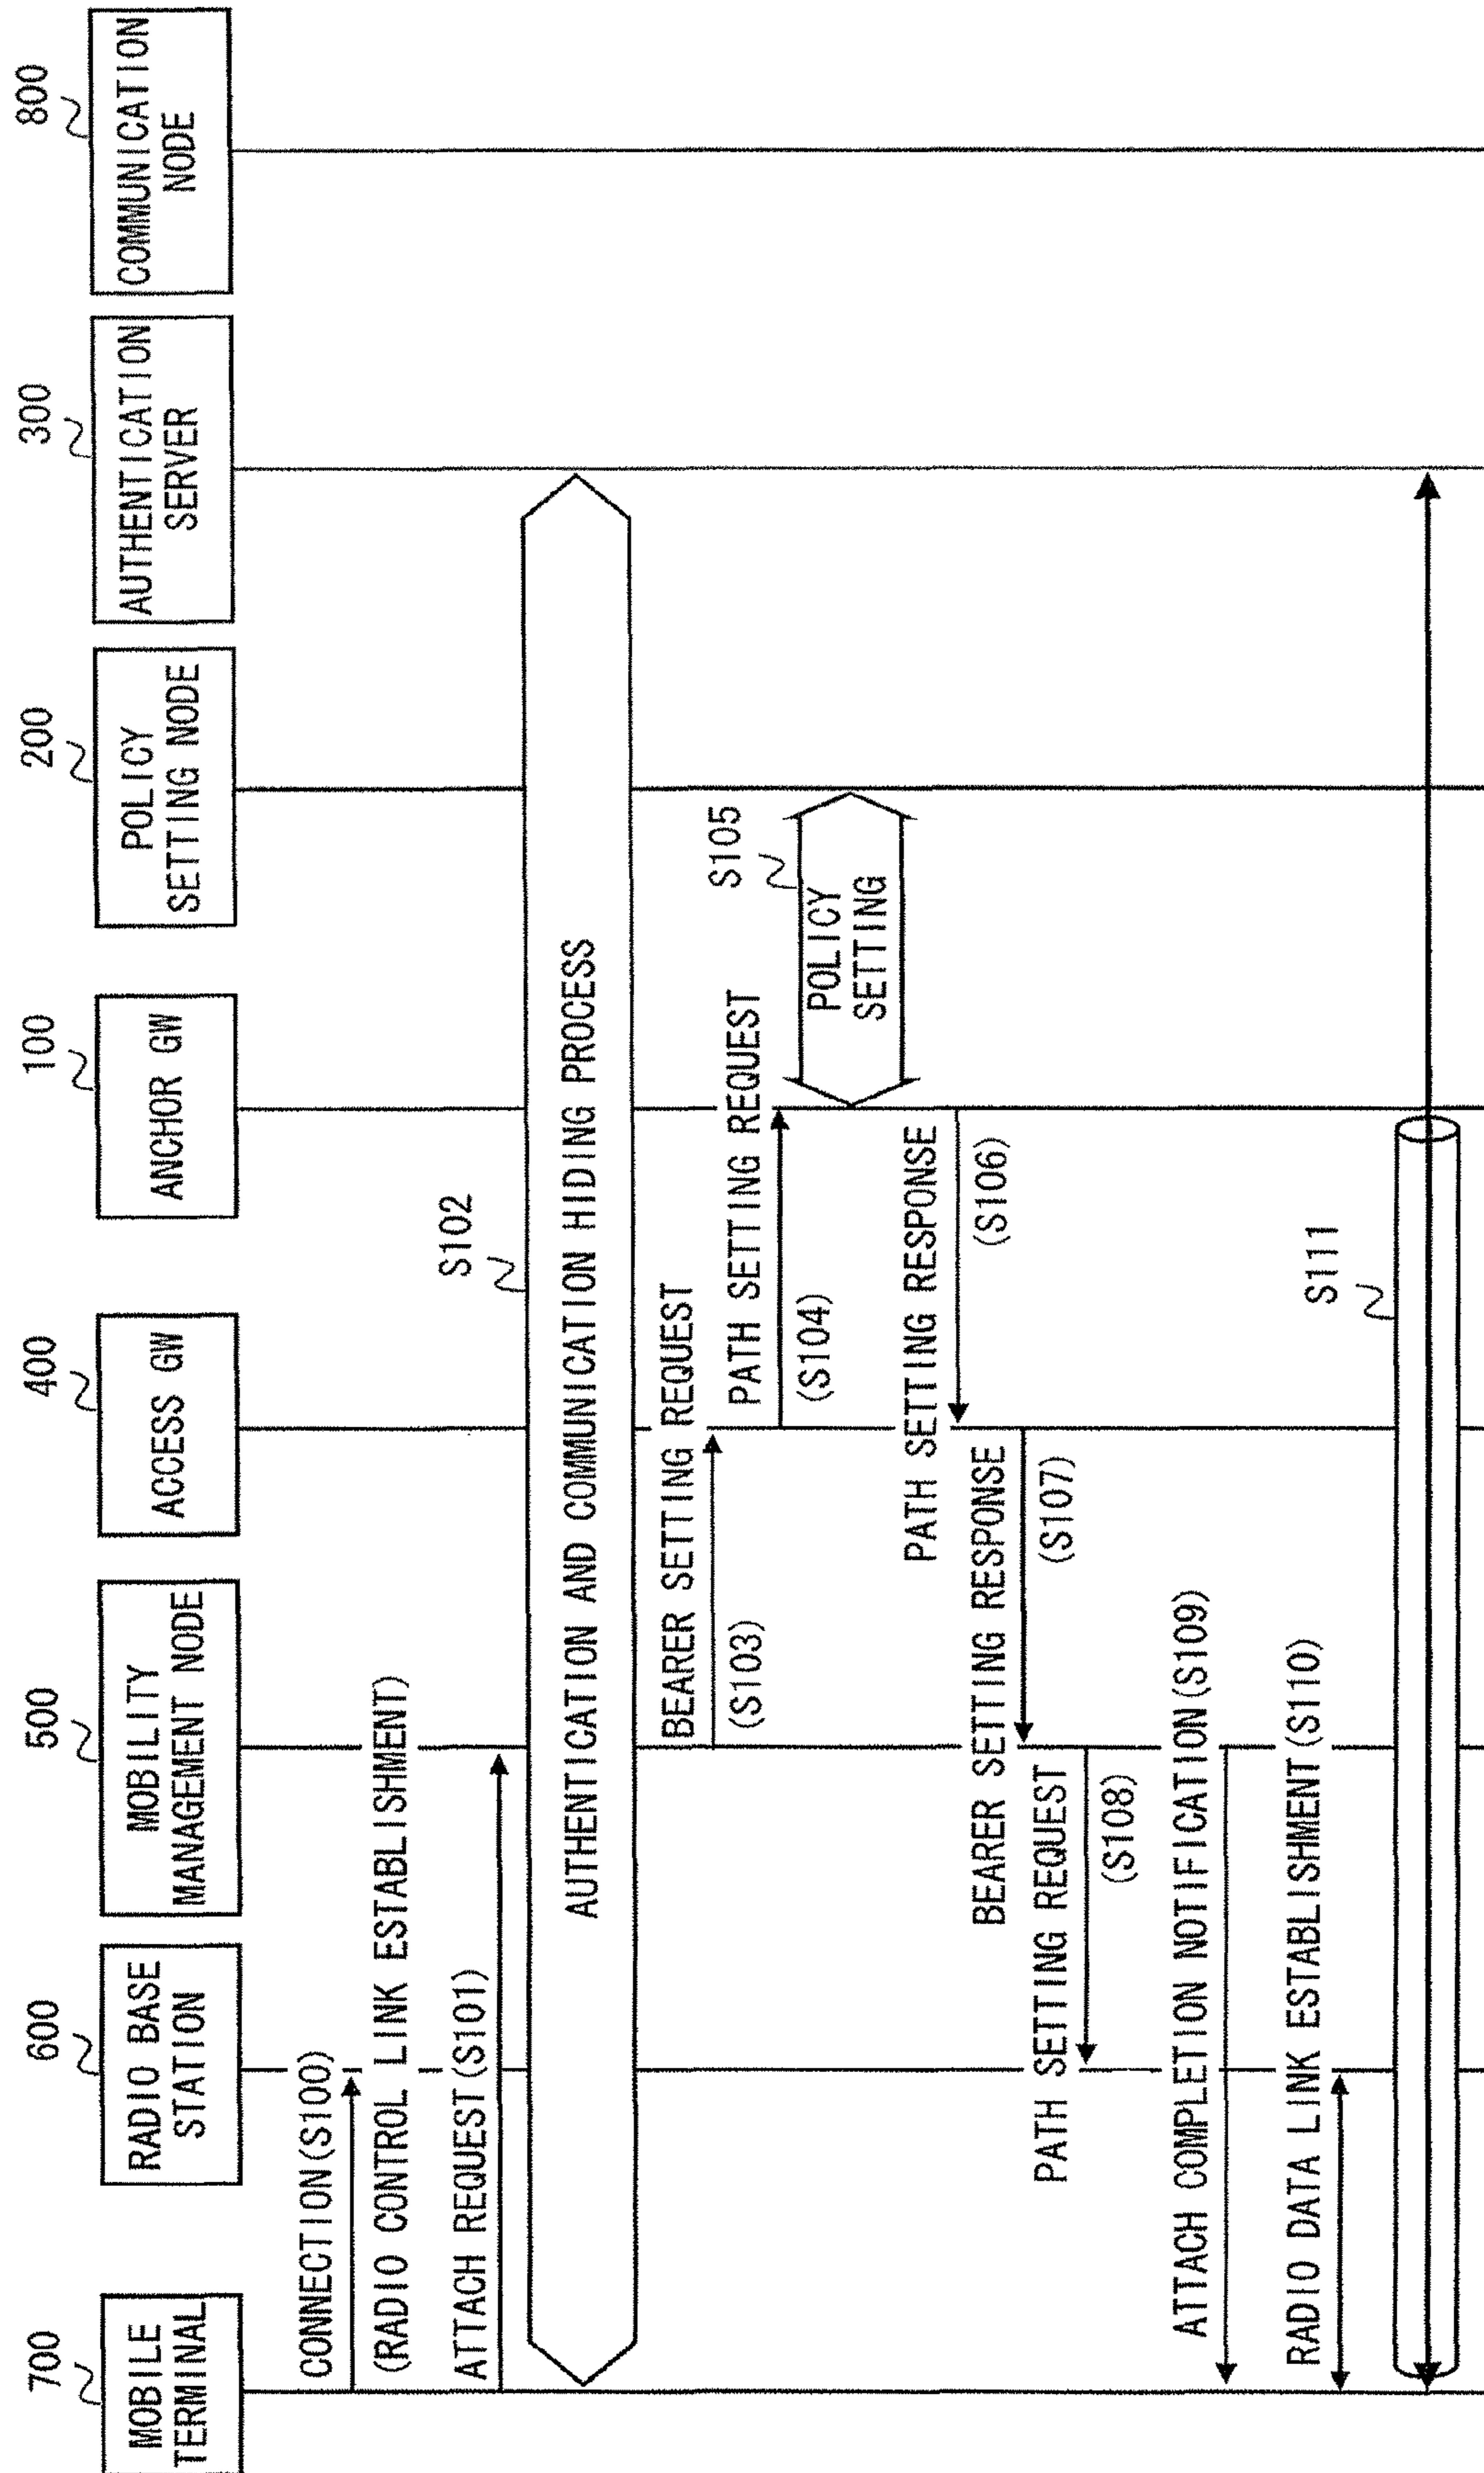 700
MOBILE
TERMINAL
600
RADIO BASE
STATION
500
MOBILITY
MANAGEMENT NODE
400
ACCESS GW
100
ANCHOR GW
200
POLICY
SETTING NODE
300
AUTHENTICATION
SERVER
800
COMMUNICATION
NODE
CONNECTION(S100)
(RADIO CONTROL LINK ESTABLISHMENT)
ATTACH REQUEST(S101)
S102
AUTHENTICATION AND COMMUNICATION HIDING PROCESS
BEARER SETTING REQUEST
(S103)
PATH SETTING REQUEST
(S104)
S105
POLICY
SETTING
PATH SETTING RESPONSE
(S106)
BEARER SETTING RESPONSE
(S107)
PATH SETTING REQUEST
(S108)
ATTACH COMPLETION NOTIFICATION(S109)
RADIO DATA LINK ESTABLISHMENT(S110)
S111